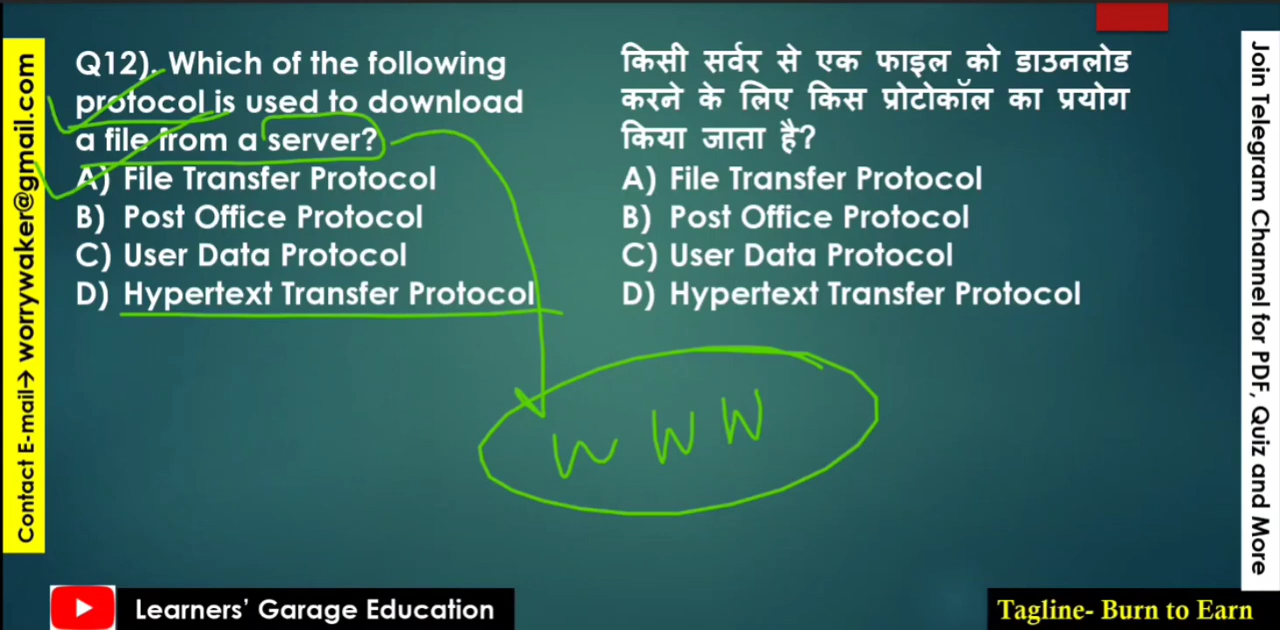 Q12). Which of the following
protocol is used to download
a file from a server?
A) File Transfer Protocol
B) Post Office Protocol
C) User Data Protocol
D) Hypertext Transfer Protocol
किसी सर्वर से एक फाइल को डाउनलोड
करने के लिए किस प्रोटोकॉल का प्रयोग
किया जाता है?
A) File Transfer Protocol
B) Post Office Protocol
C) User Data Protocol
D) Hypertext Transfer Protocol
W W W
Contact E-mail→ worrywaker@gmail.com
Join Telegram Channel for PDF, Quiz and More
Learners’ Garage Education
Tagline- Burn to Earn